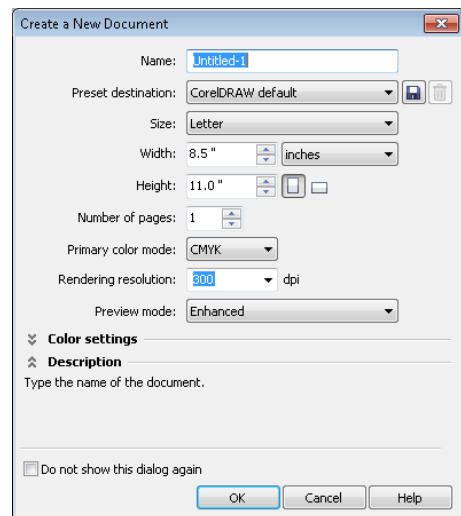 Create a New Document
Name: Untitled-1
Preset destination: CorelDRAW default
Size: Letter
Width: 8.5 " inches
Height: 11.0 "
Number of pages: 1
Primary color mode: CMYK
Rendering resolution: 300 dpi
Preview mode: Enhanced
Color settings
Description
Type the name of the document.
Do not show this dialog again
OK Cancel Help